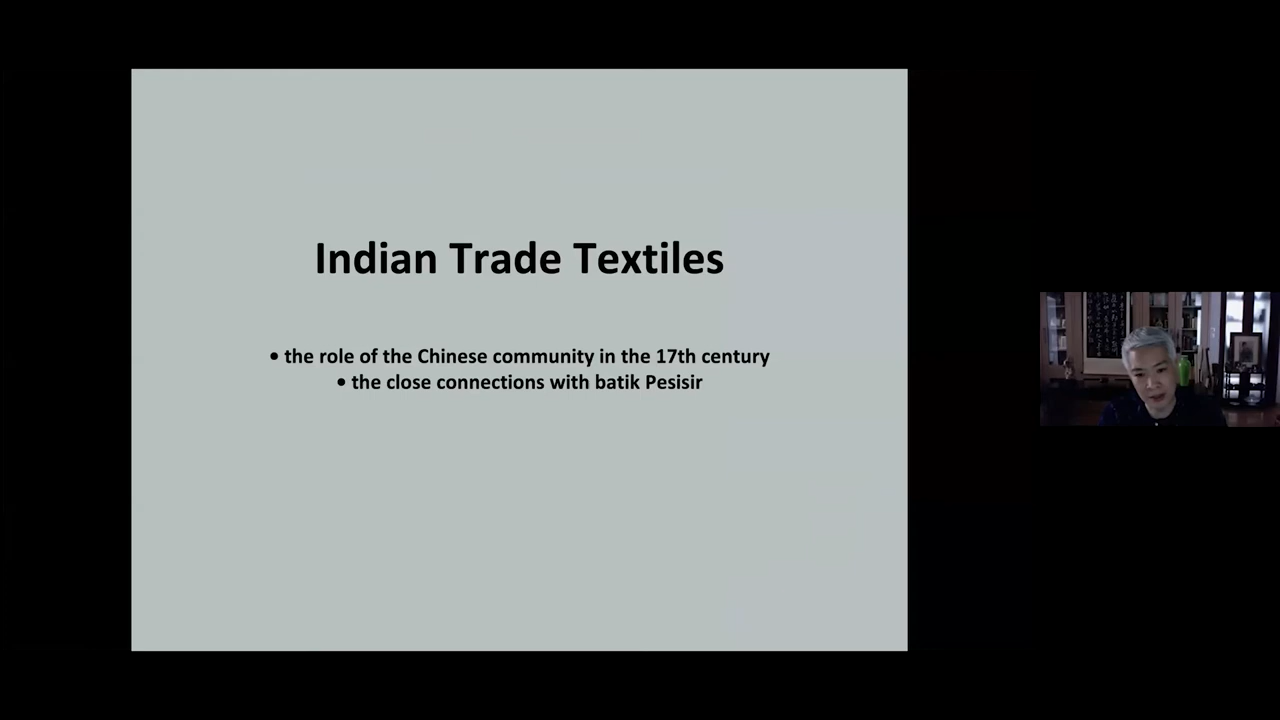 Indian Trade Textiles
• the role of the Chinese community in the 17th century
• the close connections with batik Pesisir